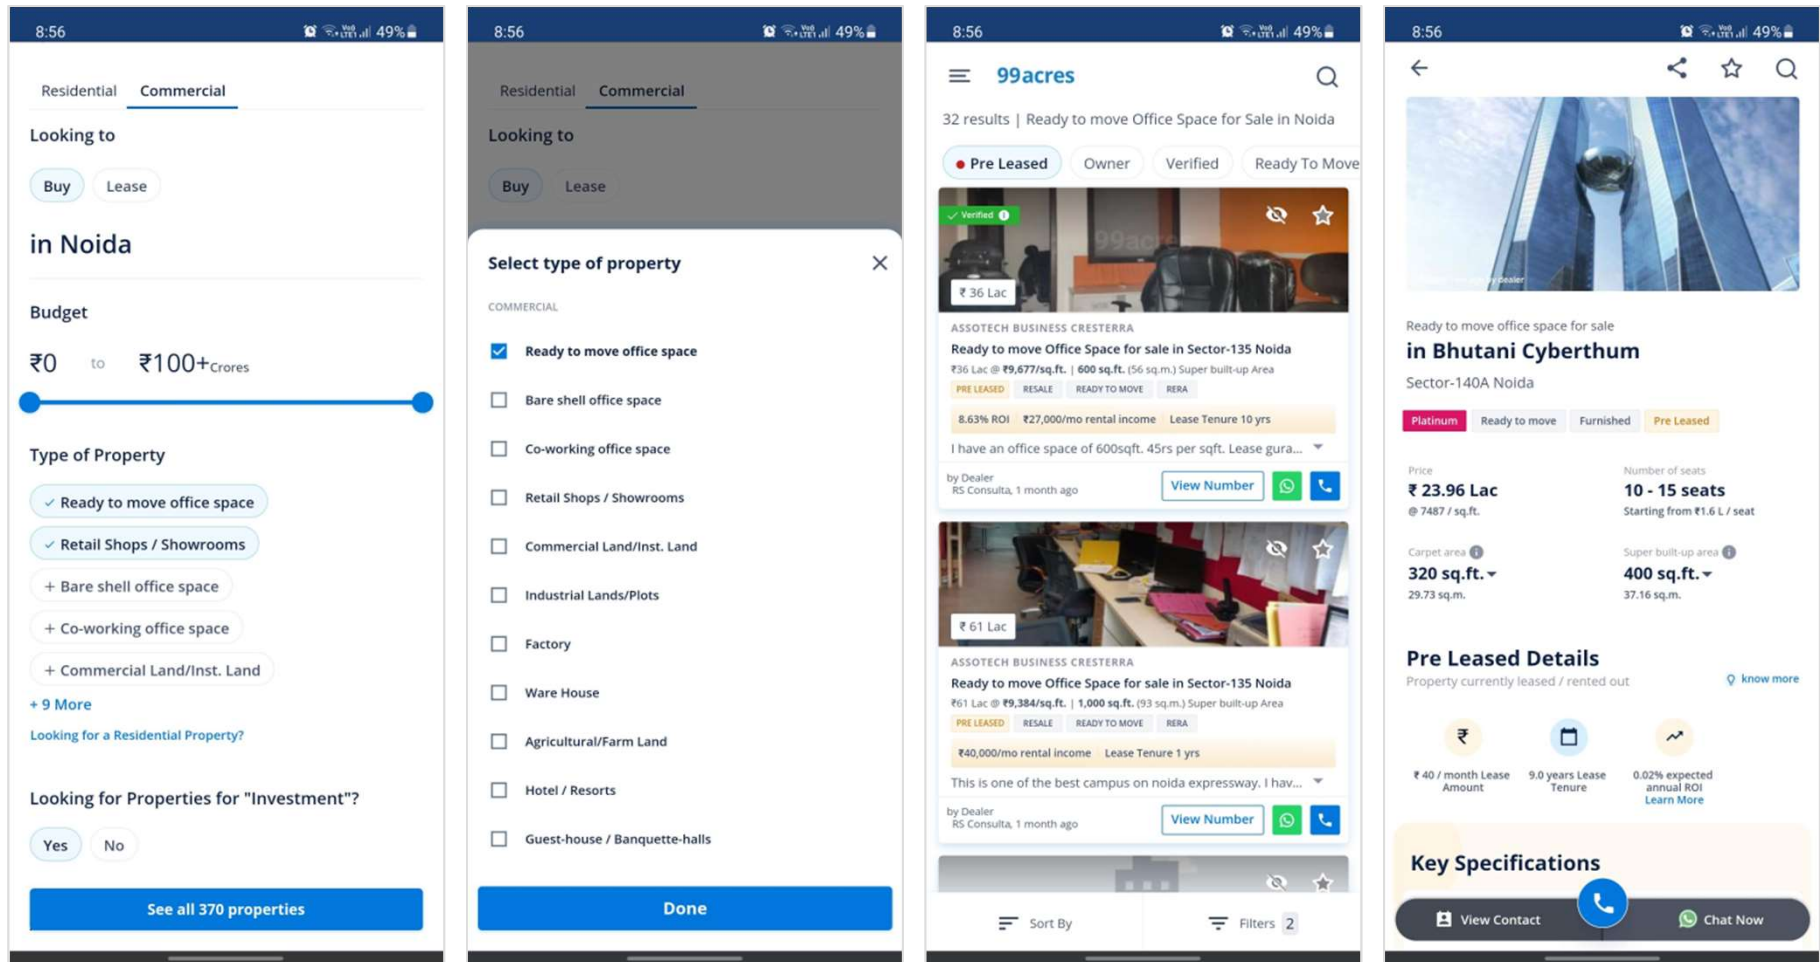 8:56
49%
Residential
Commercial
Looking to
Buy
Lease
in Noida
Budget
₹0 to ₹100+Crores
Type of Property
Ready to move office space
Retail Shops / Showrooms
+ Bare shell office space
+ Co-working office space
+ Commercial Land/Inst. Land
+ 9 More
Looking for a Residential Property?
Looking for Properties for "Investment"?
Yes
No
See all 370 properties
8:56
49%
Residential
Commercial
Looking to
Buy
Lease
Select type of property
COMMERCIAL
Ready to move office space
Bare shell office space
Co-working office space
Retail Shops / Showrooms
Commercial Land/Inst. Land
Industrial Lands/Plots
Factory
Ware House
Agricultural/Farm Land
Hotel / Resorts
Guest-house / Banquette-halls
Done
8:56
49%
99acres
32 results | Ready to move Office Space for Sale in Noida
Pre Leased
Owner
Verified
Ready To Move
Verified
99acres
₹ 36 Lac
ASSOTECH BUSINESS CRESTERRA
Ready to move Office Space for sale in Sector-135 Noida
₹36 Lac @ ₹9,677/sq.ft. | 600 sq.ft. (56 sq.m.) Super built-up Area
PRE LEASED RESALE READY TO MOVE RERA
8.63% ROI ₹27,000/mo rental income Lease Tenure 10 yrs
I have an office space of 600sqft. 45rs per sqft. Lease gura...
by Dealer
RS Consulta, 1 month ago
View Number
₹ 61 Lac
ASSOTECH BUSINESS CRESTERRA
Ready to move Office Space for sale in Sector-135 Noida
₹61 Lac @ ₹9,384/sq.ft. | 1,000 sq.ft. (93 sq.m.) Super built-up Area
PRE LEASED RESALE READY TO MOVE RERA
₹40,000/mo rental income Lease Tenure 1 yrs
This is one of the best campus on noida expressway. I hav...
by Dealer
RS Consulta, 1 month ago
View Number
Sort By
Filters 2
8:56
49%
by dealer
Ready to move office space for sale
in Bhutani Cyberthum
Sector-140A Noida
Platinum Ready to move Furnished Pre Leased
Price
₹ 23.96 Lac
@ 7487 / sq.ft.
Number of seats
10 - 15 seats
Starting from ₹1.6 L / seat
Carpet area
320 sq.ft.
29.73 sq.m.
Super built-up area
400 sq.ft.
37.16 sq.m.
Pre Leased Details
Property currently leased / rented out
know more
₹ 40 / month Lease
Amount
9.0 years Lease
Tenure
0.02% expected
annual ROI
Learn More
Key Specifications
View Contact
Chat Now